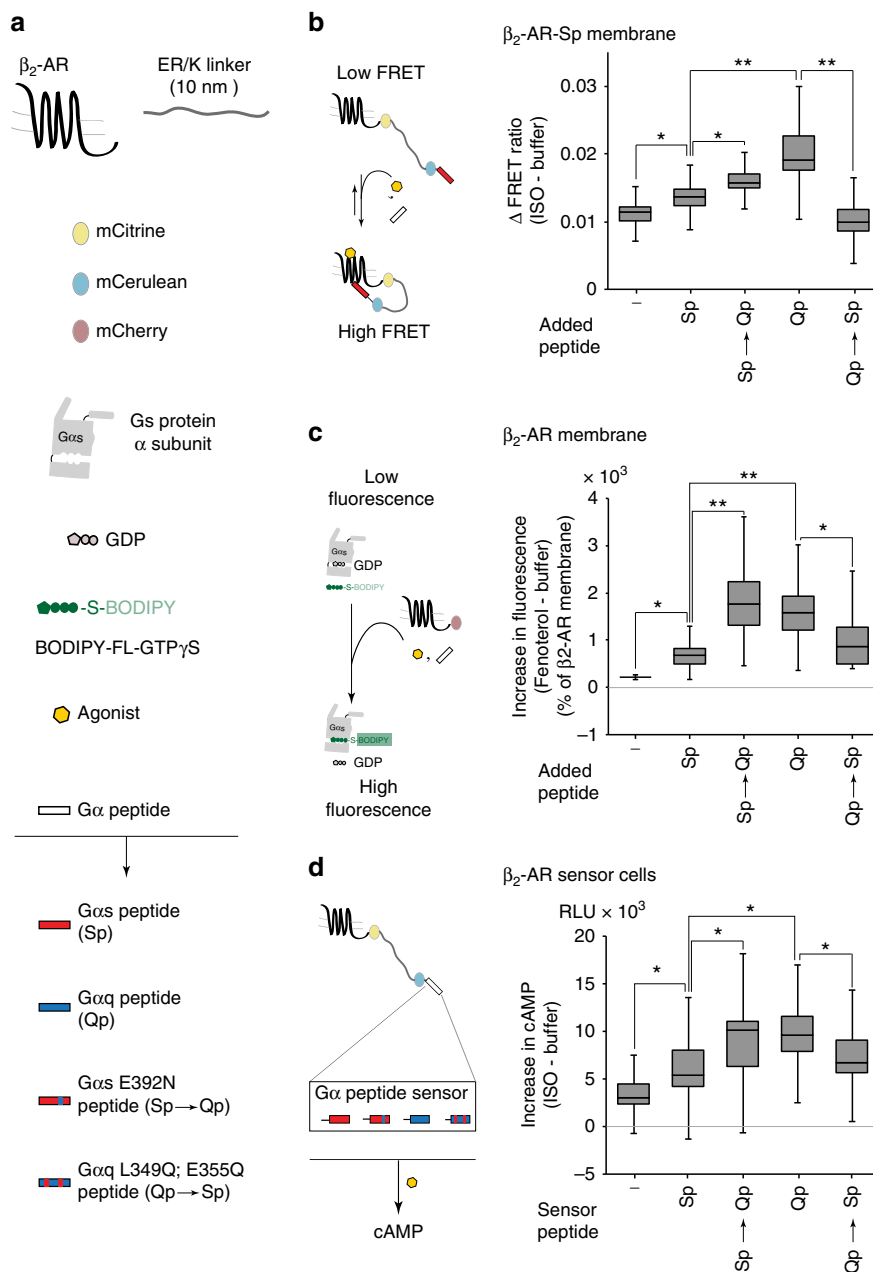 a
β2-AR
ER/K linker
(10 nm )
mCitrine
mCerulean
mCherry
Gαs
Gs protein
α subunit
GDP
-S-BODIPY
BODIPY-FL-GTPγS
Agonist
Gα peptide
Gαs peptide
(Sp)
Gαq peptide
(Qp)
Gαs E392N
peptide (Sp→Qp)
Gαq L349Q; E355Q
peptide (Qp→Sp)
b
Low FRET
,
High FRET
β2-AR-Sp membrane
Δ FRET ratio
(ISO - buffer)
0.03
0.02
0.01
0
*
*
**
**
Added
peptide
–
Sp
Sp→Qp
Qp
Qp→Sp
c
Low
fluorescence
Gαs
GDP
-S-BODIPY
,
Gαs
-S-BODIPY
GDP
High
fluorescence
β2-AR membrane
× 10³
Increase in fluorescence
(Fenoterol - buffer)
(% of β2-AR membrane)
4
3
2
1
0
–1
*
**
**
*
Added
peptide
–
Sp
Sp→Qp
Qp
Qp→Sp
d
Gα peptide sensor
cAMP
β2-AR sensor cells
RLU × 10³
Increase in cAMP
(ISO - buffer)
20
15
10
5
0
–5
*
*
*
*
Sensor
peptide
–
Sp
Sp→Qp
Qp
Qp→Sp